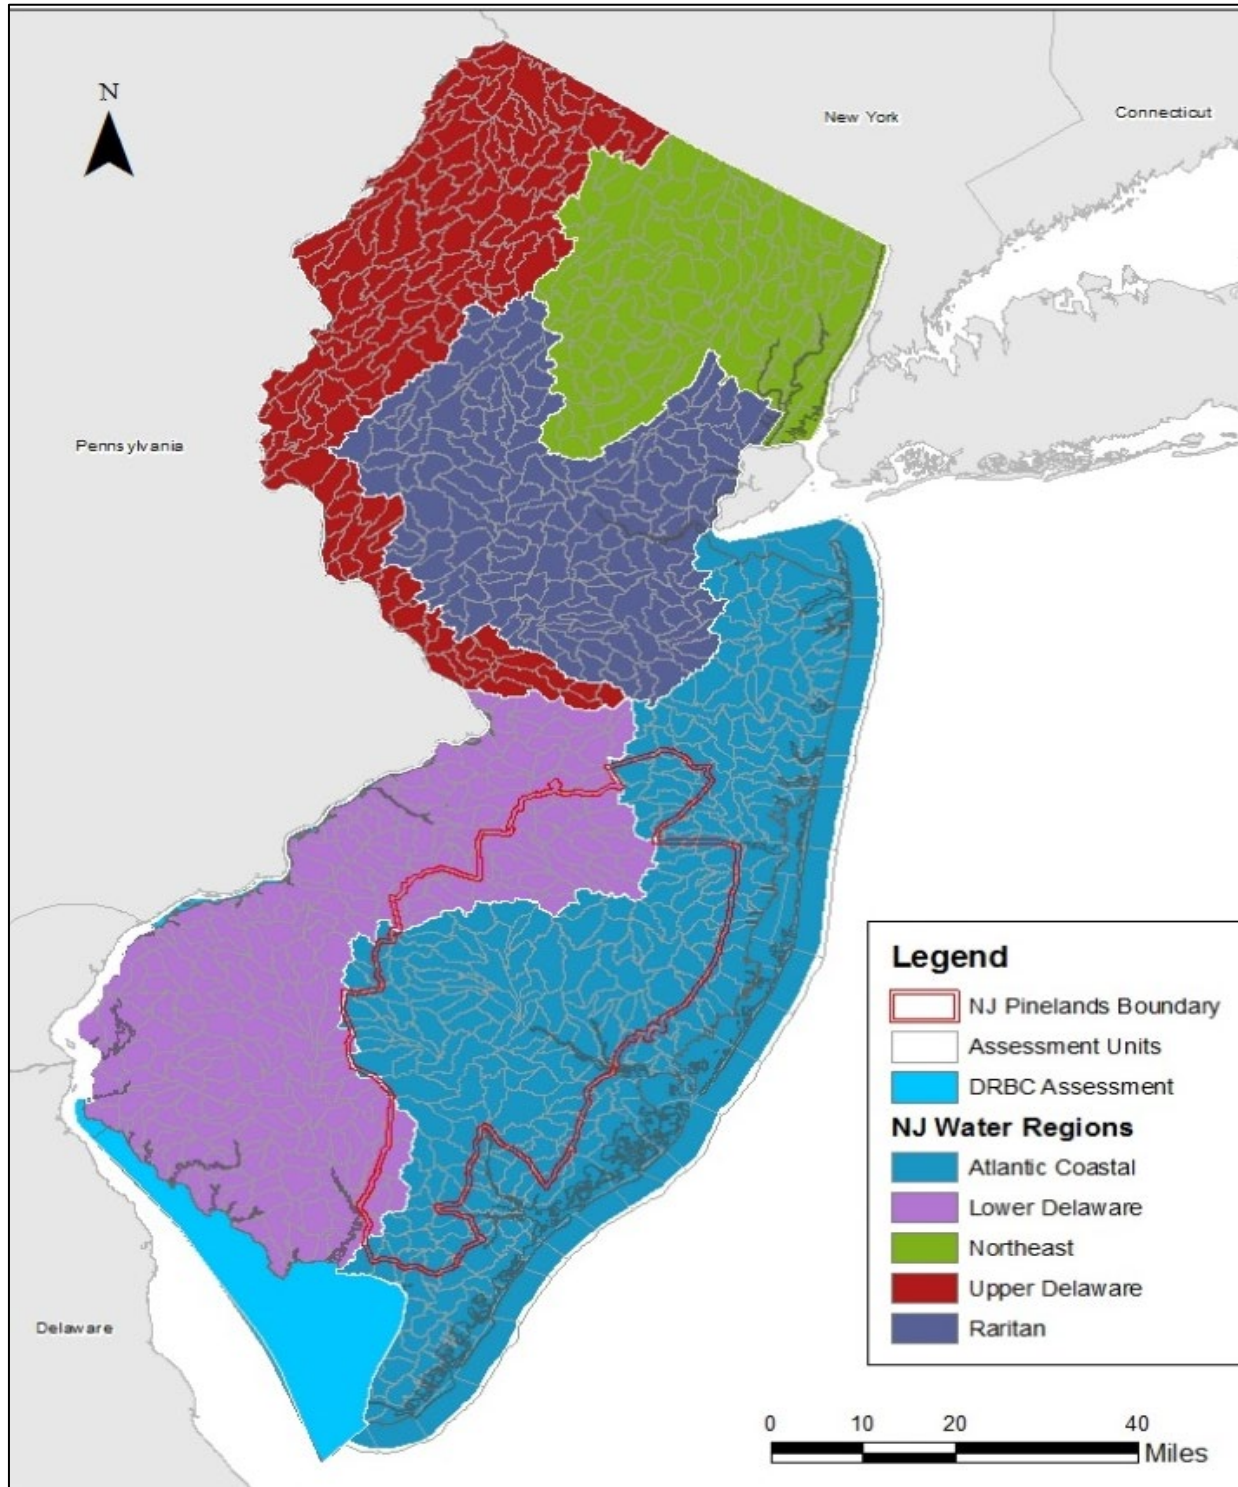 N
New York
Connecticut
Pennsylvania
Delaware
Legend
NJ Pinelands Boundary
Assessment Units
DRBC Assessment
NJ Water Regions
Atlantic Coastal
Lower Delaware
Northeast
Upper Delaware
Raritan
0 10 20 40
Miles